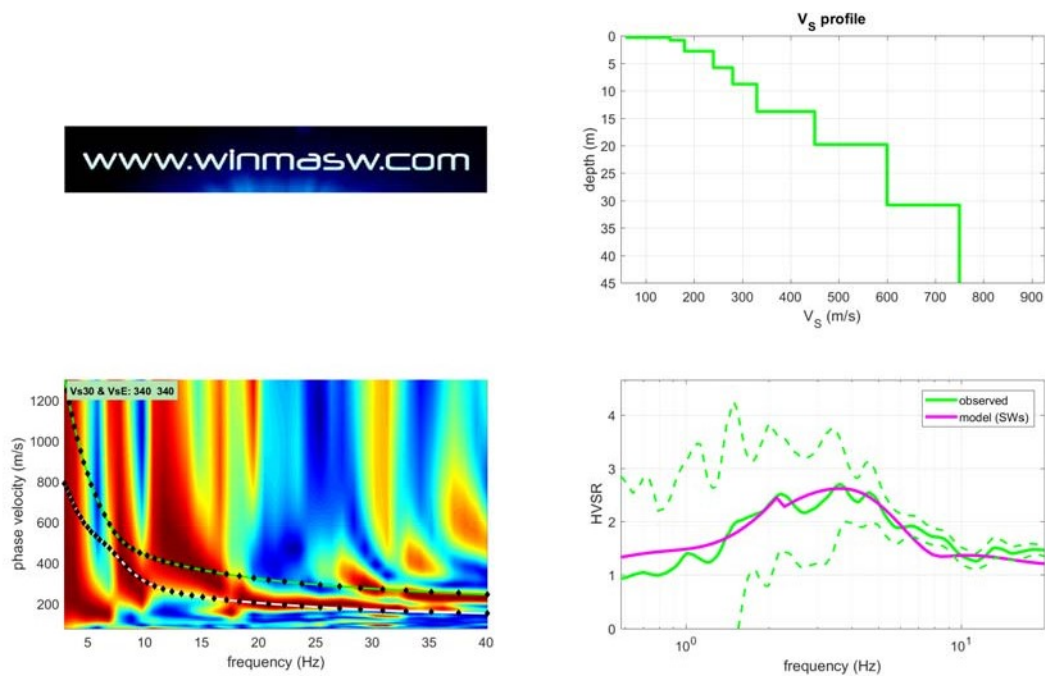 www.winmasw.com
V_S profile
0
5
10
15
20
25
30
35
40
45
depth (m)
100 200 300 400 500 600 700 800 900
V_S (m/s)
Vs30 & VsE: 340 340
1200
1000
800
600
400
200
phase velocity (m/s)
5 10 15 20 25 30 35 40
frequency (Hz)
observed
model (SWs)
4
3
2
1
0
HVSR
10^0 10^1
frequency (Hz)